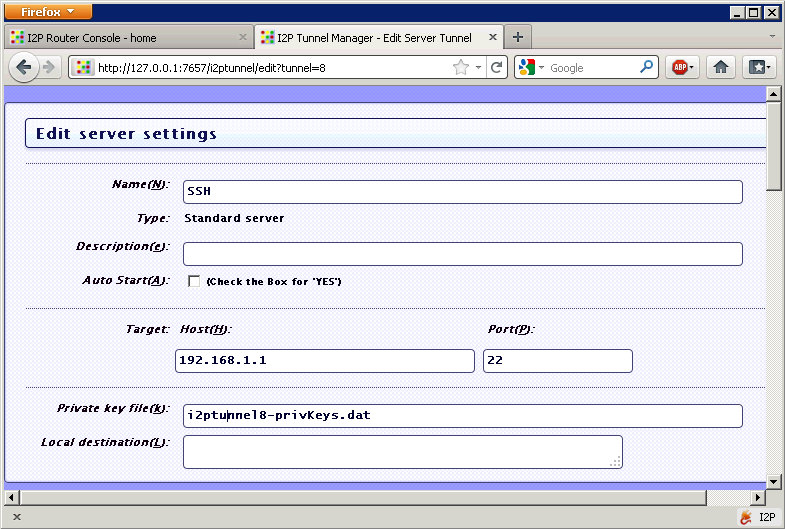 Firefox
I2P Router Console - home
I2P Tunnel Manager - Edit Server Tunnel
http://127.0.0.1:7657/i2ptunnel/edit?tunnel=8
Google
ABP
Edit server settings
Name(N):
SSH
Type:
Standard server
Description(e):
Auto Start(A):
(Check the Box for 'YES')
Target:
Host(H):
Port(P):
192.168.1.1
22
Private key file(k):
i2ptunnel8-privKeys.dat
Local destination(L):
I2P